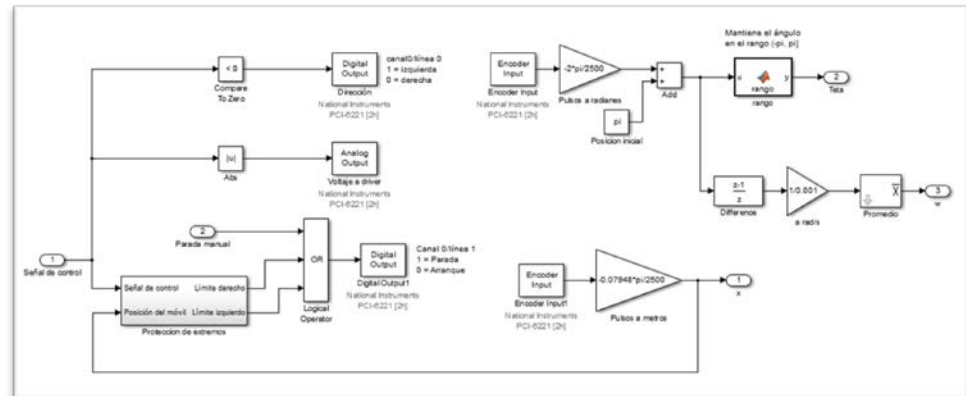 < 0
Compare
To Zero
Digital
Output
Dirección
National Instruments
PCI-6221 [2h]
canal0/línea 0
1 = izquierda
0 = derecha
|u|
Abs
Analog
Output
Voltaje a driver
National Instruments
PCI-6221 [2h]
2
Parada manual
1
Señal de control
Señal de control
Límite derecho
Posición del móvil
Límite izquierdo
Proteccion de extremos
OR
Logical
Operator
Digital
Output
Digital Output1
National Instruments
PCI-6221 [2h]
Canal 0/línea 1
1 = Parada
0 = Arranque
Encoder
Input
Encoder Input
National Instruments
PCI-6221 [2h]
-2*pi/2500
Pulsos a radianes
pi
Posicion inicial
+
+
Add
Mantiene el ángulo
en el rango (-pi, pi]
u
rango
y
rango
2
Teta
z-1
z
Difference
1/0.001
a rad/s
X
Promedio
3
w
Encoder
Input
Encoder Input1
National Instruments
PCI-6221 [2h]
-0.07948*pi/2500
Pulsos a metros
1
x